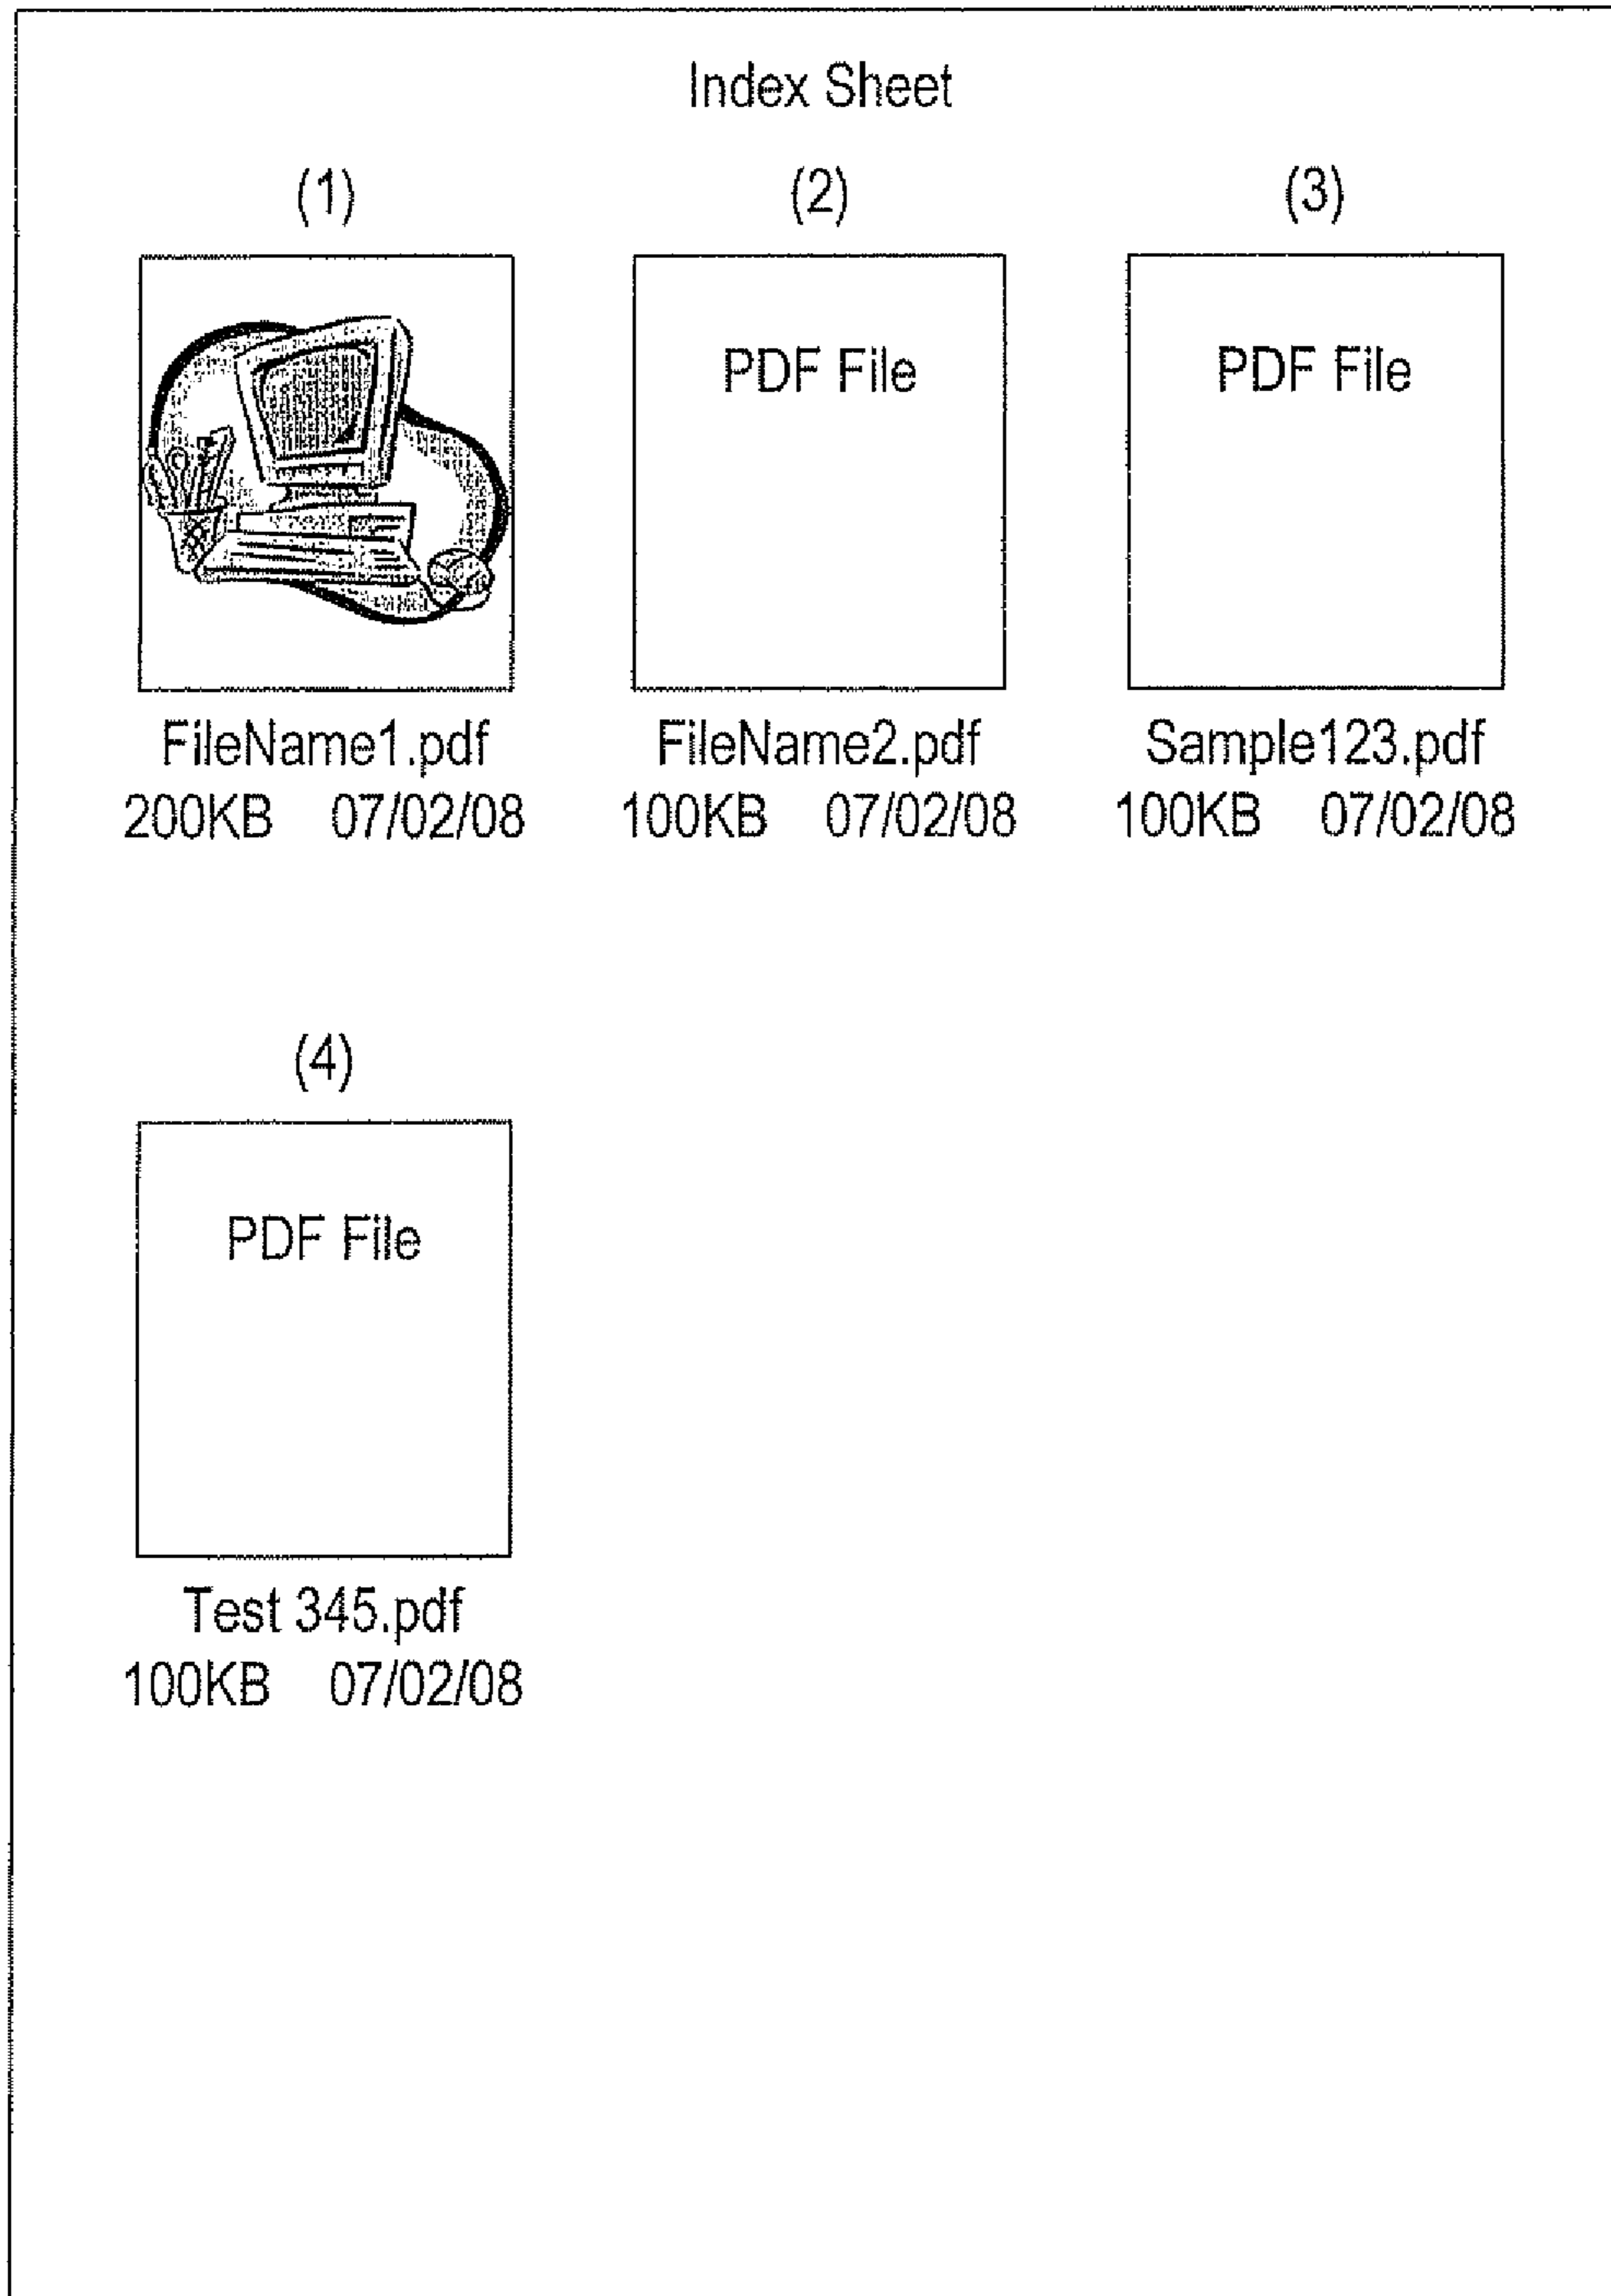 Index Sheet
(1) (2) (3)
PDF File PDF File
FileName1.pdf FileName2.pdf Sample123.pdf
200KB 07/02/08 100KB 07/02/08 100KB 07/02/08
(4)
PDF File
Test 345.pdf
100KB 07/02/08